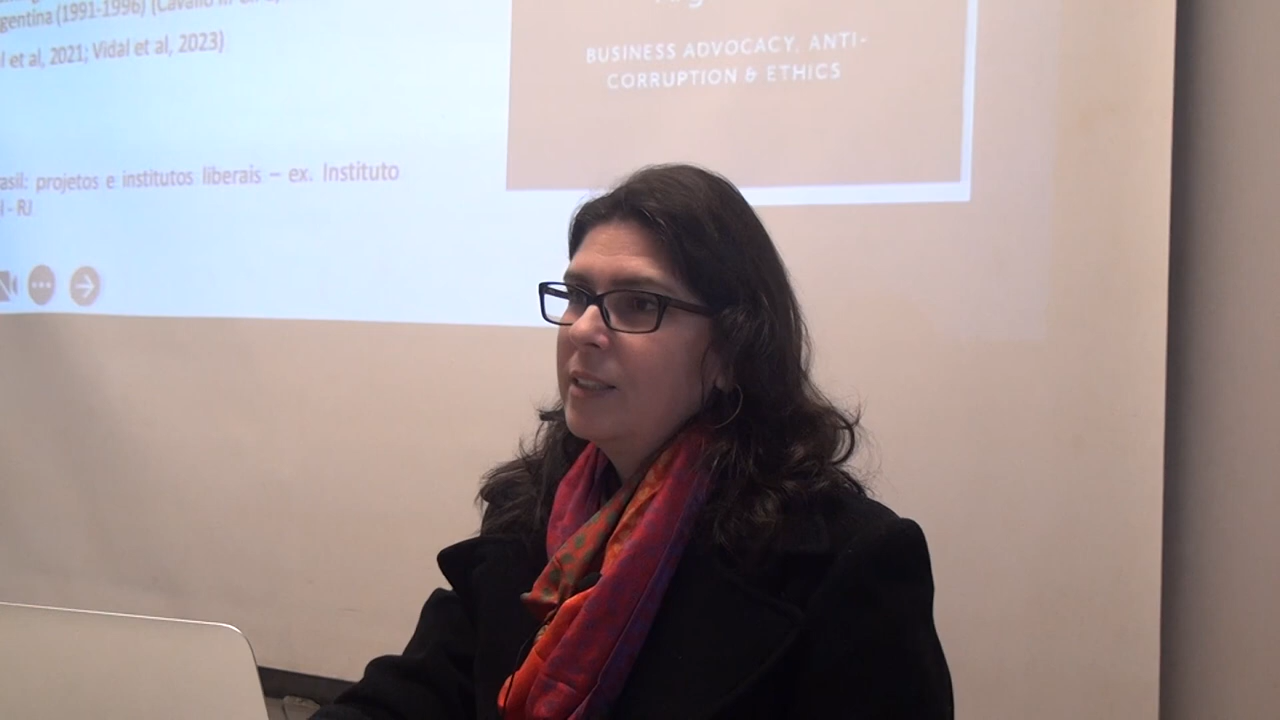 gentina (1991-1996) (Cavallo
l et al, 2021; Vidal et al, 2023)
asil: projetos e institutos liberais – ex. Instituto
l - RJ
BUSINESS ADVOCACY, ANTI-
CORRUPTION & ETHICS